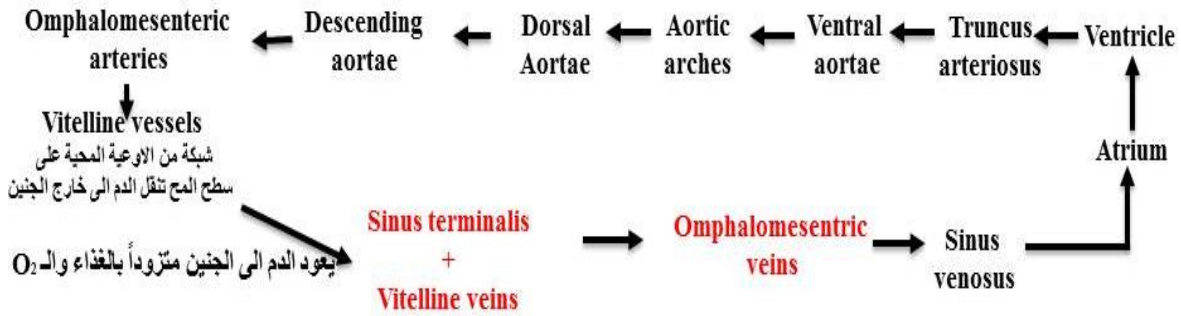 Omphalomesenteric
arteries
Descending
aortae
Dorsal
Aortae
Aortic
arches
Ventral
aortae
Truncus
arteriosus
Ventricle
Vitelline vessels
شبكة من الاوعية المحية على
سطح المح تنقل الدم الى خارج الجنين
Atrium
يعود الدم الى الجنين متزوداً بالغذاء والـ O₂
Sinus terminalis
+
Vitelline veins
Omphalomesentric
veins
Sinus
venosus